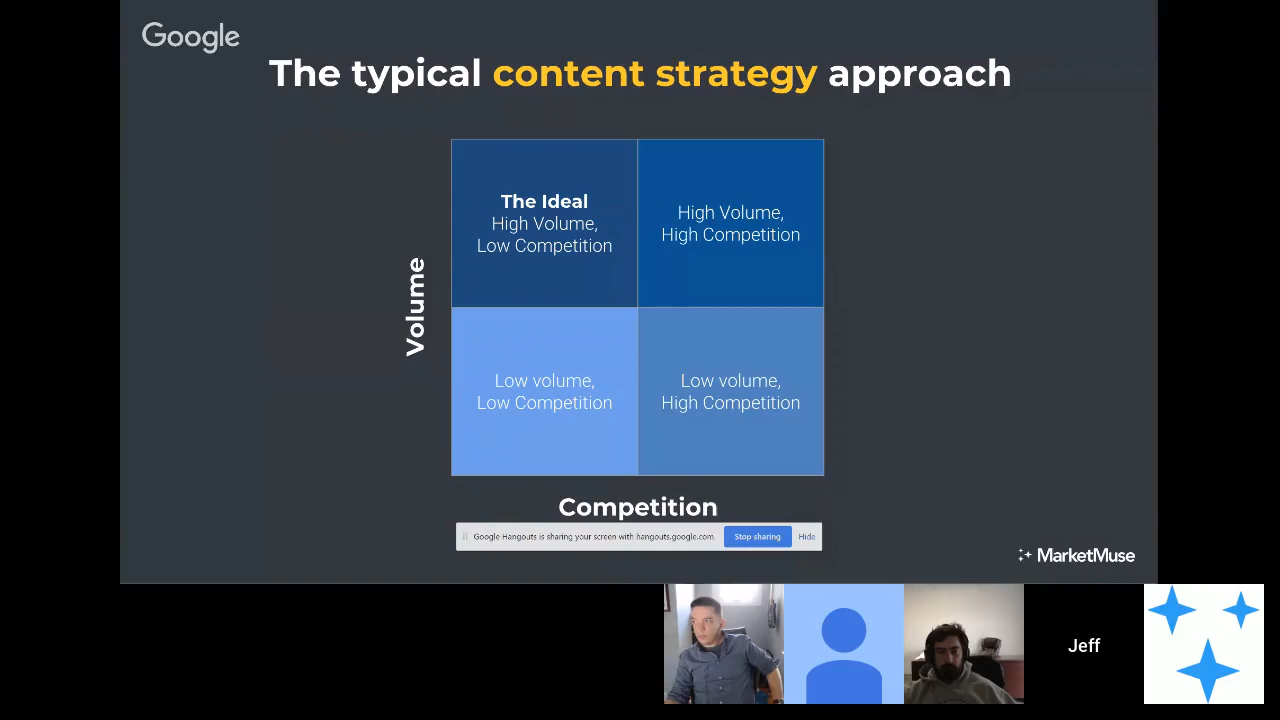 Google
The typical content strategy approach
The Ideal
High Volume,
Low Competition
High Volume,
High Competition
Volume
Low volume,
Low Competition
Low volume,
High Competition
Competition
Google Hangouts is sharing your screen with hangouts.google.com.
Stop sharing
Hide
MarketMuse
Jeff